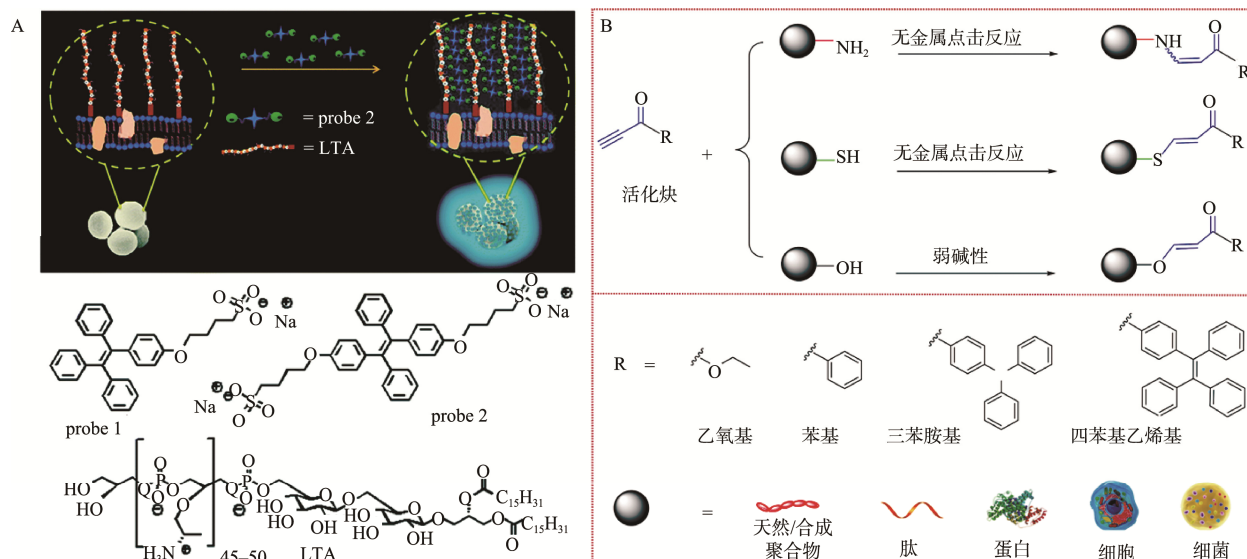 A
= probe 2
= LTA
O
O
S
O
⊖
⊕
Na
O
O
O
S
O
⊖
⊕
Na
O
O
Na
⊕
⊖
O
S
O
O
probe 1
probe 2
HO
OH
O
O
P
O
⊖
O
O
H₃N
⊕
45–50
O
O
P
O
⊖
O
HO
HO
OH
O
O
HO
HO
OH
O
O
O
O
C₁₅H₃₁
O
O
C₁₅H₃₁
LTA
B
O
R
活化炔
+
NH₂
无金属点击反应
NH
O
R
SH
无金属点击反应
S
O
R
OH
弱碱性
O
O
R
R =
O
乙氧基
苯基
三苯胺基
四苯基乙烯基
=
天然/合成
聚合物
肽
蛋白
细胞
细菌